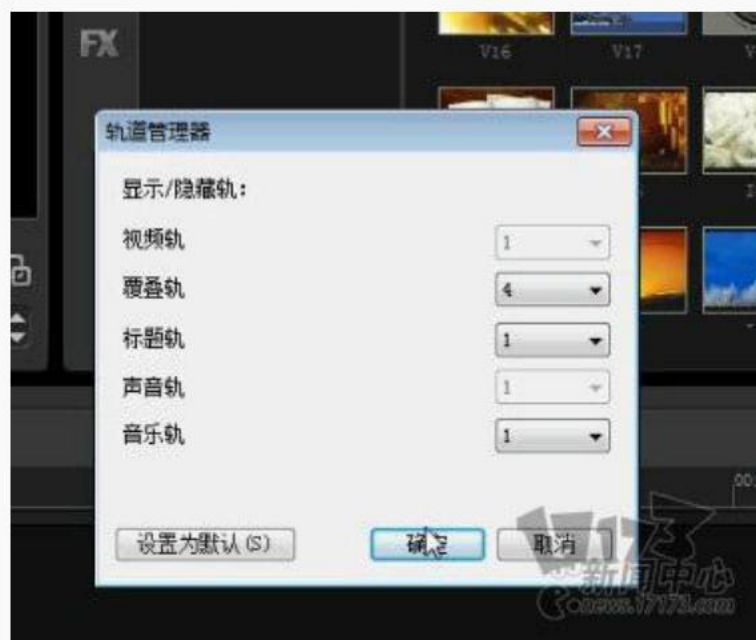 FX
V16
V17
轨道管理器
显示/隐藏轨:
视频轨
1
覆叠轨
4
标题轨
1
声音轨
1
音乐轨
1
00:
设置为默认(S)
确定
取消
17173
新闻中心
news.17173.com